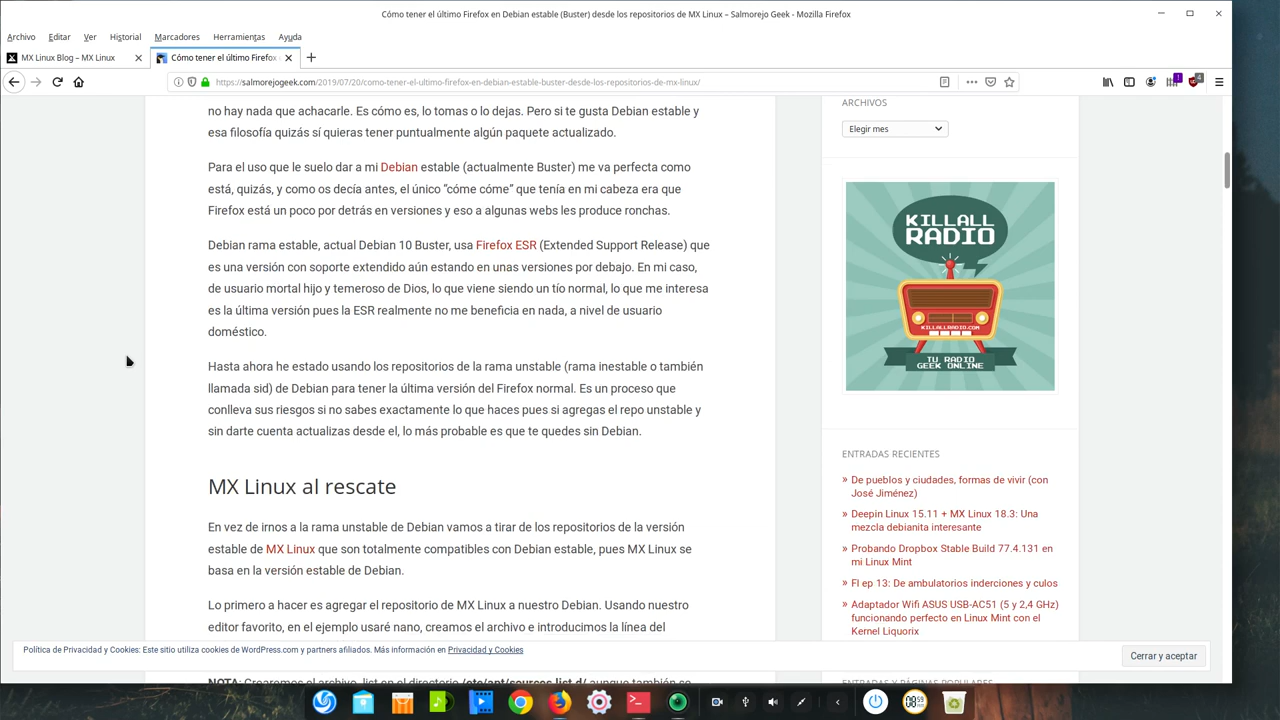 Cómo tener el último Firefox en Debian estable (Buster) desde los repositorios de MX Linux – Salmorejo Geek - Mozilla Firefox
Archivo Editar Ver Historial Marcadores Herramientas Ayuda
MX Linux Blog – MX Linux
Cómo tener el último Firefox
https://salmorejogeek.com/2019/07/20/como-tener-el-ultimo-firefox-en-debian-estable-buster-desde-los-repositorios-de-mx-linux/
no hay nada que achacarle. Es cómo es, lo tomas o lo dejas. Pero si te gusta Debian estable y
esa filosofía quizás sí quieras tener puntualmente algún paquete actualizado.
Para el uso que le suelo dar a mi Debian estable (actualmente Buster) me va perfecta como
está, quizás, y como os decía antes, el único “cóme cóme” que tenía en mi cabeza era que
Firefox está un poco por detrás en versiones y eso a algunas webs les produce ronchas.
Debian rama estable, actual Debian 10 Buster, usa Firefox ESR (Extended Support Release) que
es una versión con soporte extendido aún estando en unas versiones por debajo. En mi caso,
de usuario mortal hijo y temeroso de Dios, lo que viene siendo un tío normal, lo que me interesa
es la última versión pues la ESR realmente no me beneficia en nada, a nivel de usuario
doméstico.
Hasta ahora he estado usando los repositorios de la rama unstable (rama inestable o también
llamada sid) de Debian para tener la última versión del Firefox normal. Es un proceso que
conlleva sus riesgos si no sabes exactamente lo que haces pues si agregas el repo unstable y
sin darte cuenta actualizas desde el, lo más probable es que te quedes sin Debian.
MX Linux al rescate
En vez de irnos a la rama unstable de Debian vamos a tirar de los repositorios de la versión
estable de MX Linux que son totalmente compatibles con Debian estable, pues MX Linux se
basa en la versión estable de Debian.
Lo primero a hacer es agregar el repositorio de MX Linux a nuestro Debian. Usando nuestro
editor favorito, en el ejemplo usaré nano, creamos el archivo e introducimos la línea del
ARCHIVOS
Elegir mes
KILLALL
RADIO
KILLALLRADIO.COM
TU RADIO
GEEK ONLINE
ENTRADAS RECIENTES
» De pueblos y ciudades, formas de vivir (con
José Jiménez)
» Deepin Linux 15.11 + MX Linux 18.3: Una
mezcla debianita interesante
» Probando Dropbox Stable Build 77.4.131 en
mi Linux Mint
» FI ep 13: De ambulatorios inderciones y culos
» Adaptador Wifi ASUS USB-AC51 (5 y 2,4 GHz)
funcionando perfecto en Linux Mint con el
Kernel Liquorix
Política de Privacidad y Cookies: Este sitio utiliza cookies de WordPress.com y partners afiliados. Más información en Privacidad y Cookies
Cerrar y aceptar
NOTA: Crearemos el archivo .list en el directorio /etc/apt/sources.list.d/ aunque también se
ENTRADAS Y PÁGINAS POPULARES